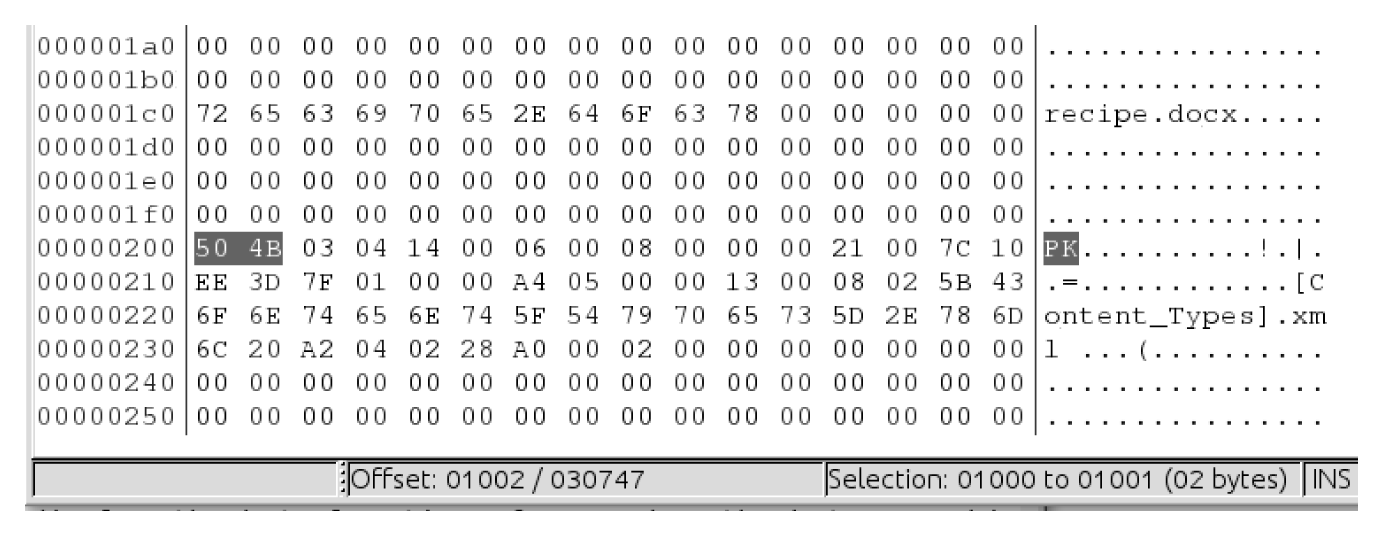 000001a0 00 00 00 00 00 00 00 00 00 00 00 00 00 00 00 00 ................
000001b0 00 00 00 00 00 00 00 00 00 00 00 00 00 00 00 00 ................
000001c0 72 65 63 69 70 65 2E 64 6F 63 78 00 00 00 00 00 recipe.docx.....
000001d0 00 00 00 00 00 00 00 00 00 00 00 00 00 00 00 00 ................
000001e0 00 00 00 00 00 00 00 00 00 00 00 00 00 00 00 00 ................
000001f0 00 00 00 00 00 00 00 00 00 00 00 00 00 00 00 00 ................
00000200 50 4B 03 04 14 00 06 00 08 00 00 00 21 00 7C 10 PK..........!.|.
00000210 EE 3D 7F 01 00 00 A4 05 00 00 13 00 08 02 5B 43 .=............[C
00000220 6F 6E 74 65 6E 74 5F 54 79 70 65 73 5D 2E 78 6D ontent_Types].xm
00000230 6C 20 A2 04 02 28 A0 00 02 00 00 00 00 00 00 00 l ...(..........
00000240 00 00 00 00 00 00 00 00 00 00 00 00 00 00 00 00 ................
00000250 00 00 00 00 00 00 00 00 00 00 00 00 00 00 00 00 ................
Offset: 01002 / 030747 Selection: 01000 to 01001 (02 bytes) INS